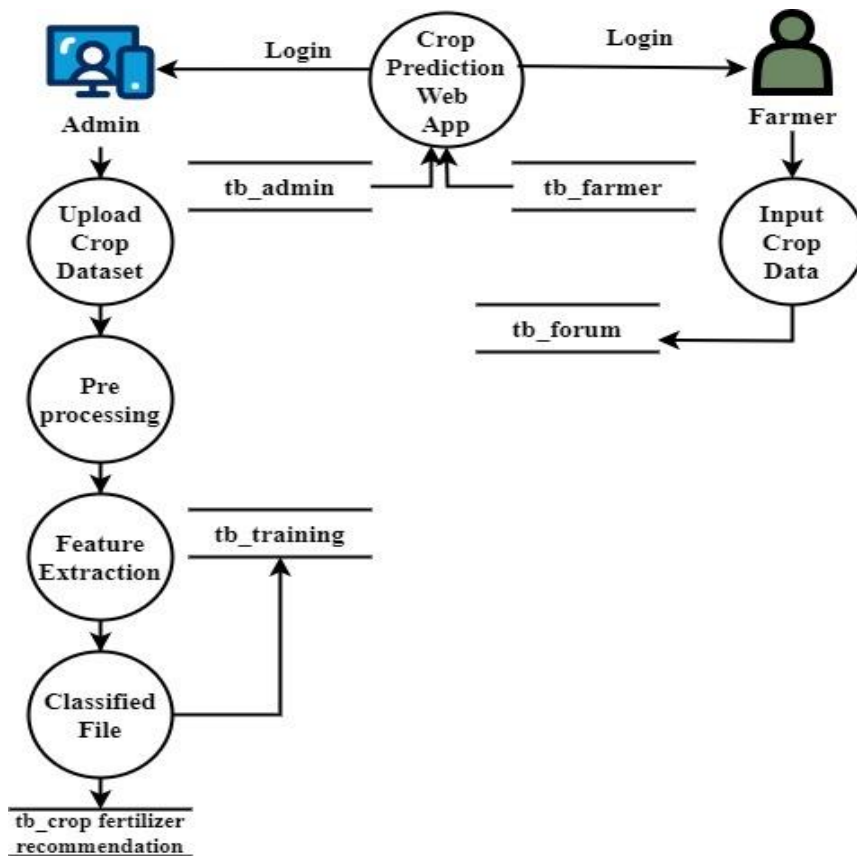 Login
Crop
Prediction
Web
App
Login
Admin
Farmer
tb_admin
tb_farmer
Upload
Crop
Dataset
Input
Crop
Data
tb_forum
Pre
processing
tb_training
Feature
Extraction
Classified
File
tb_crop fertilizer
recommendation